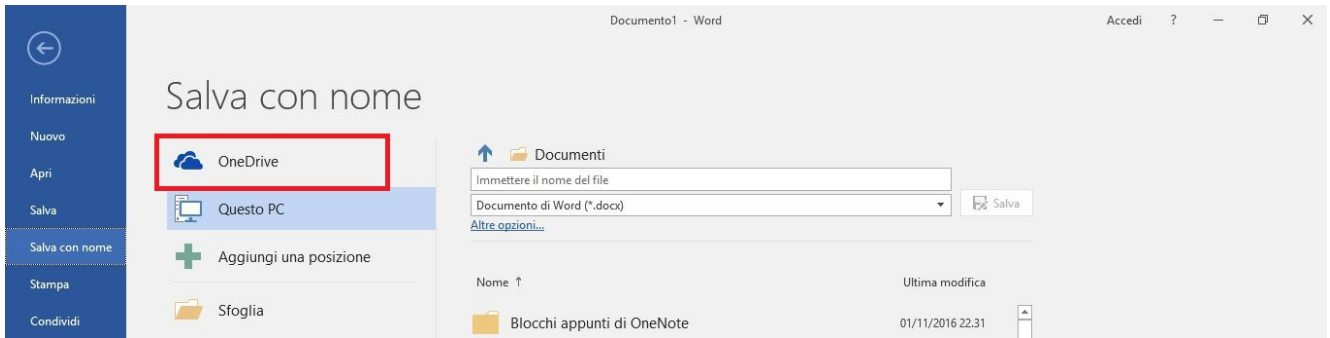 Documento1 - Word
Accedi ?
Informazioni
Nuovo
Apri
Salva
Salva con nome
Stampa
Condividi
Salva con nome
OneDrive
Questo PC
Aggiungi una posizione
Sfoglia
Documenti
Immettere il nome del file
Documento di Word (*.docx)
Salva
Altre opzioni...
Nome ↑ Ultima modifica
Blocchi appunti di OneNote 01/11/2016 22.31